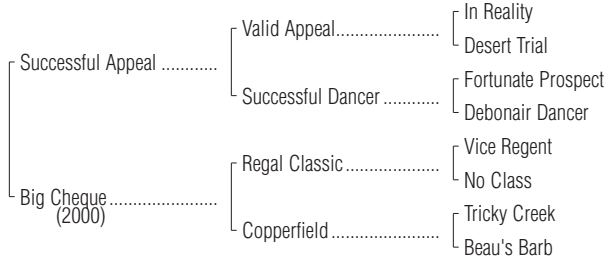 In Reality
Valid Appeal....................
Desert Trial
Successful Appeal ............
Fortunate Prospect
Successful Dancer ............
Debonair Dancer
Vice Regent
Regal Classic ..................
No Class
Big Cheque .......................
(2000)
Tricky Creek
Copperfield .......................
Beau's Barb